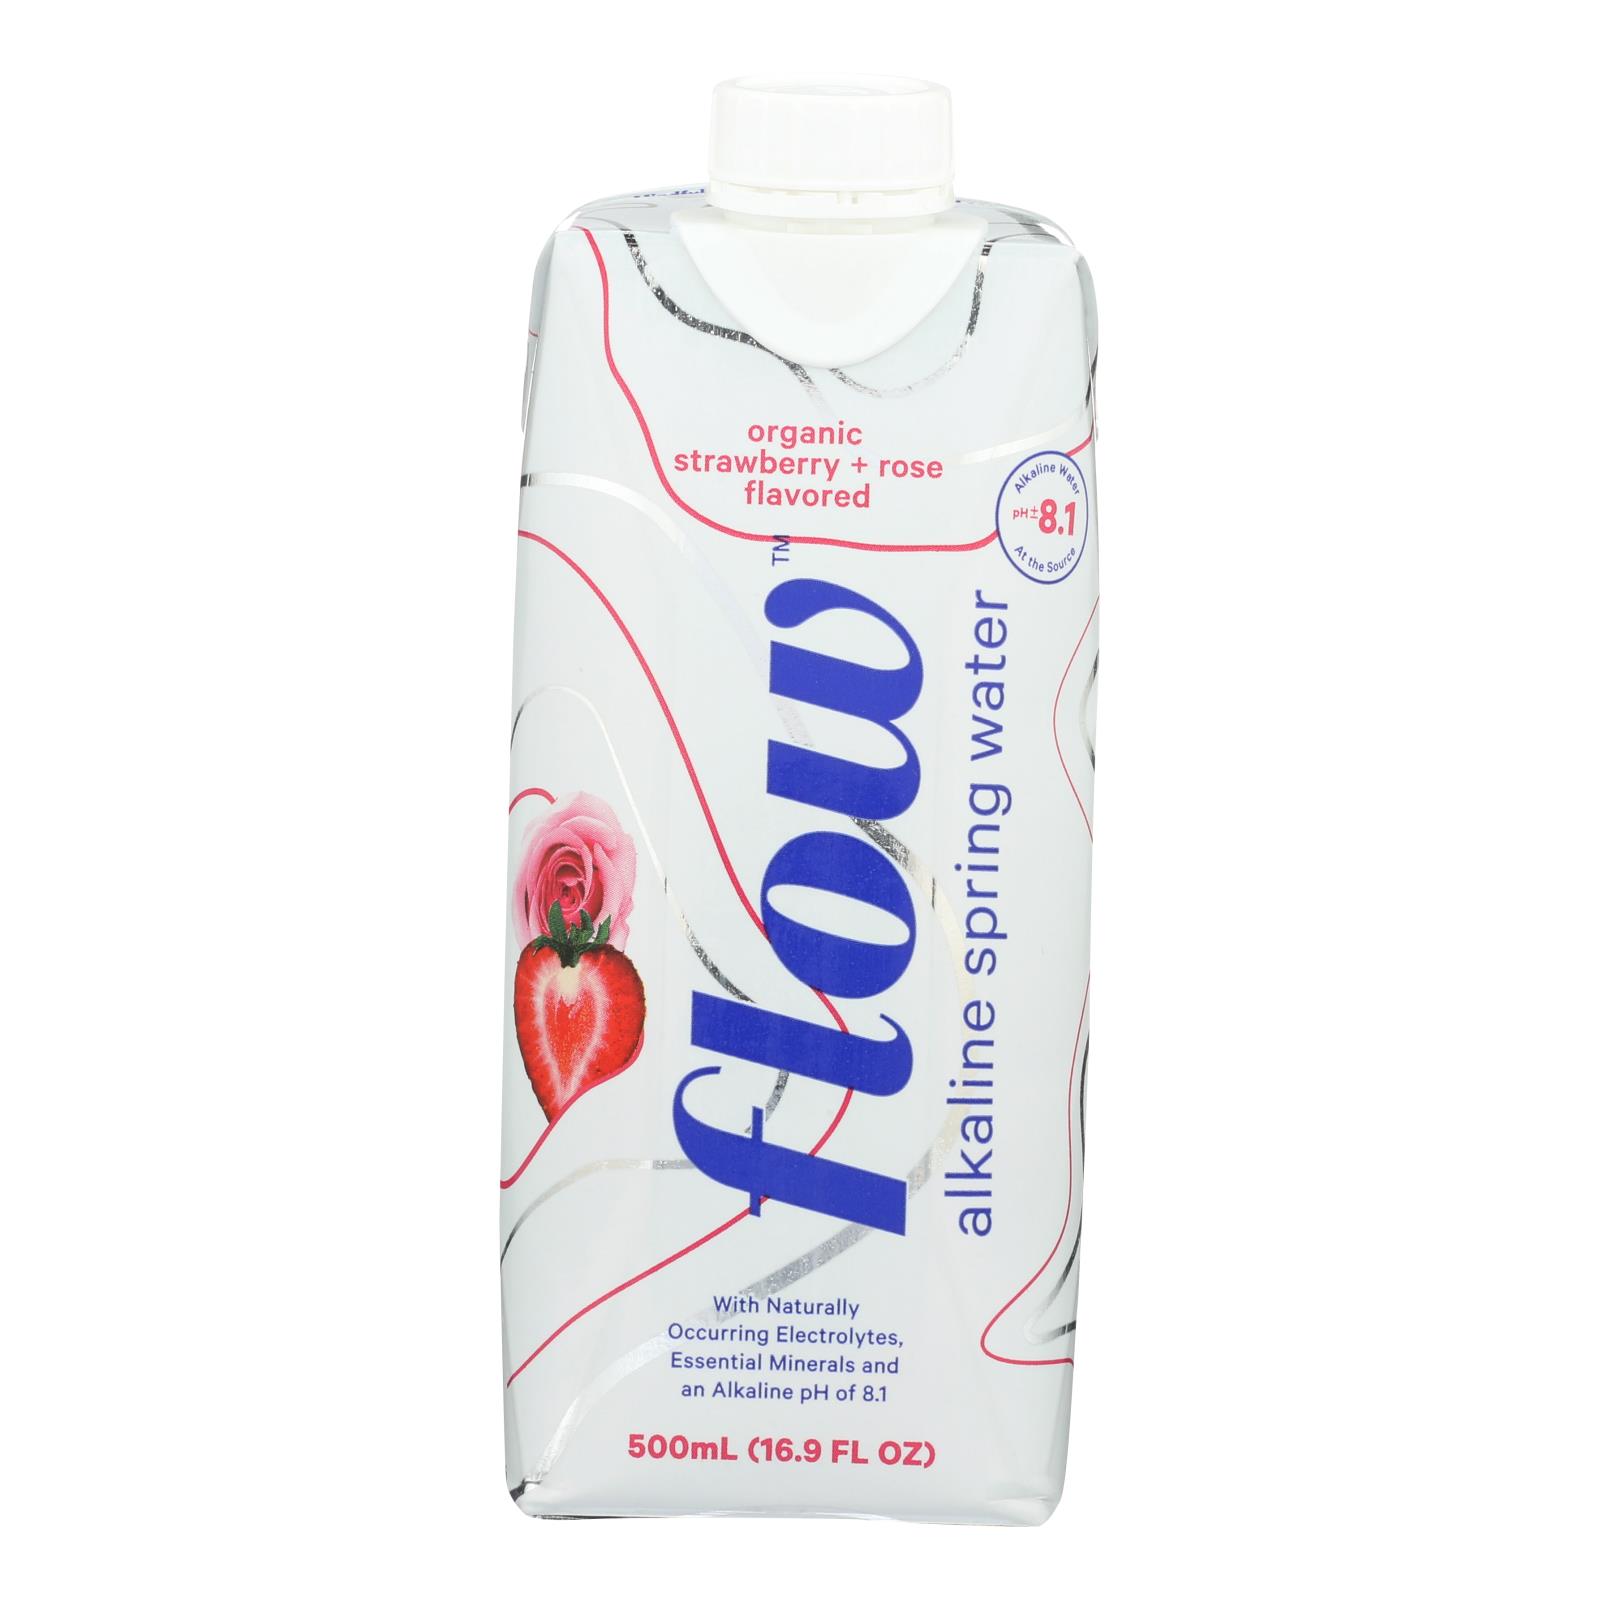 organic
strawberry + rose
flavored
Alkaline Water
pH± 8.1
At the Source
flow™
alkaline spring water
With Naturally
Occurring Electrolytes,
Essential Minerals and
an Alkaline pH of 8.1
500mL (16.9 FL OZ)